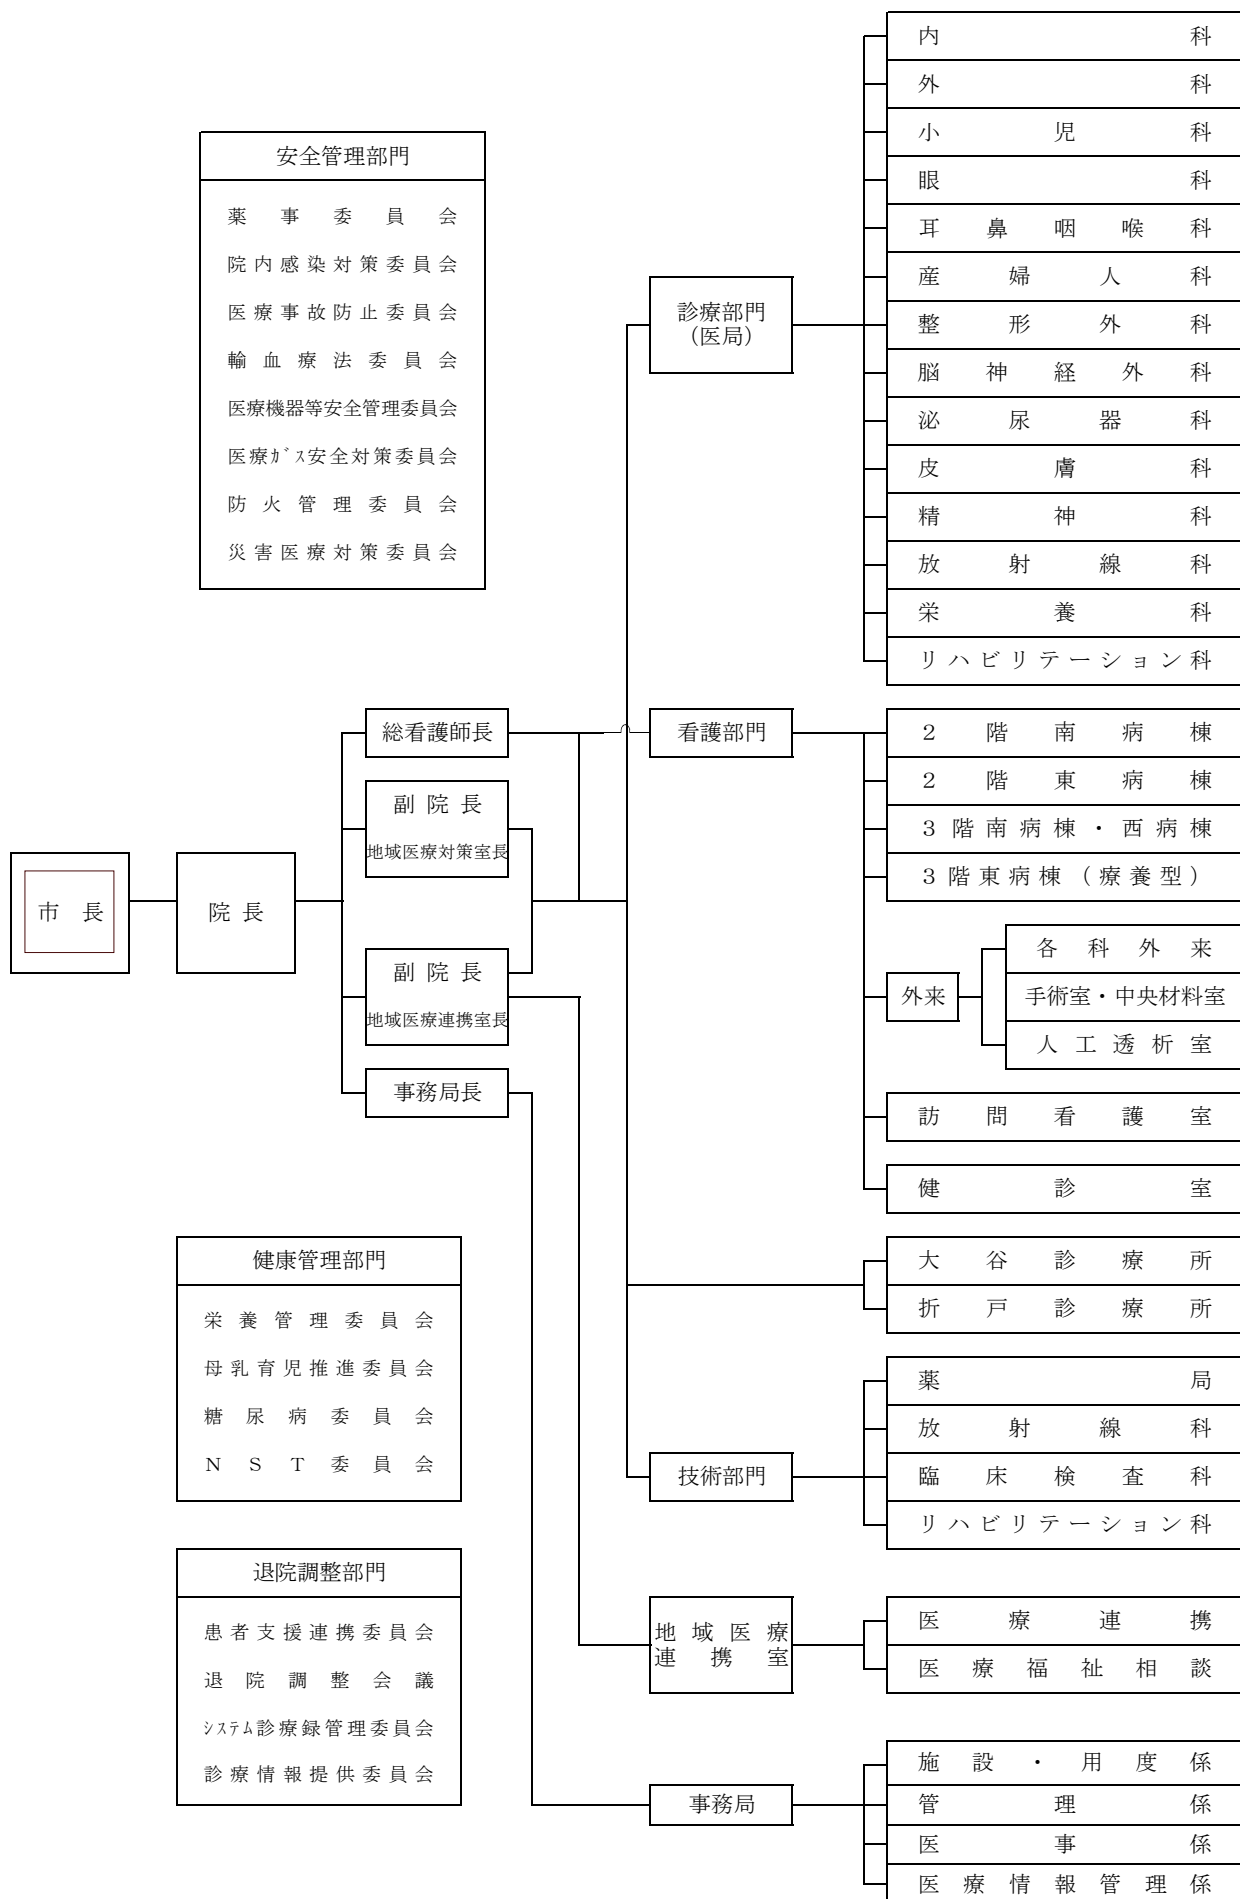 内科
外科
小児科
眼科
耳鼻咽喉科
産婦人科
整形外科
脳神経外科
泌尿器科
皮膚科
精神科
放射線科
栄養科
リハビリテーション科
安全管理部門
薬事委員会
院内感染対策委員会
医療事故防止委員会
輸血療法委員会
医療機器等安全管理委員会
医療ガス安全対策委員会
防火管理委員会
災害医療対策委員会
診療部門
(医局)
市長
院長
総看護師長
副院長
地域医療対策室長
副院長
地域医療連携室長
事務局長
看護部門
2階南病棟
2階東病棟
3階南病棟・西病棟
3階東病棟(療養型)
外来
各科外来
手術室・中央材料室
人工透析室
訪問看護室
健診室
大谷診療所
折戸診療所
技術部門
薬局
放射線科
臨床検査科
リハビリテーション科
健康管理部門
栄養管理委員会
母乳育児推進委員会
糖尿病委員会
NST委員会
退院調整部門
患者支援連携委員会
退院調整会議
システム診療録管理委員会
診療情報提供委員会
地域医療
連携室
医療連携
医療福祉相談
事務局
施設・用度係
管理係
医事係
医療情報管理係